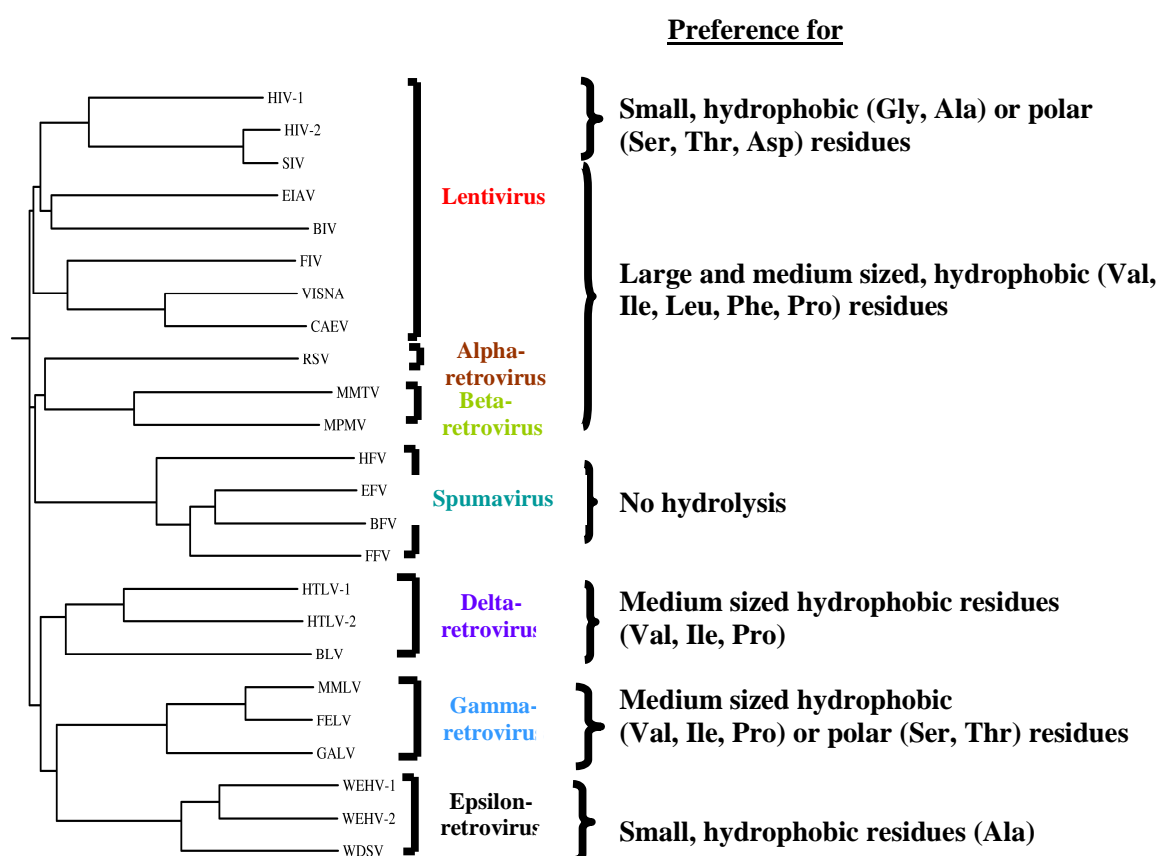 Preference for
HIV-1
HIV-2
SIV
EIAV
BIV
FIV
VISNA
CAEV
RSV
MMTV
MPMV
HFV
EFV
BFV
FFV
HTLV-1
HTLV-2
BLV
MMLV
FELV
GALV
WEHV-1
WEHV-2
WDSV
Lentivirus
Alpha-
retrovirus
Beta-
retrovirus
Spumavirus
Delta-
retrovirus
Gamma-
retroviru
Epsilon-
retrovirus
Small, hydrophobic (Gly, Ala) or polar
(Ser, Thr, Asp) residues
Large and medium sized, hydrophobic (Val,
Ile, Leu, Phe, Pro) residues
No hydrolysis
Medium sized hydrophobic residues
(Val, Ile, Pro)
Medium sized hydrophobic
(Val, Ile, Pro) or polar (Ser, Thr) residues
Small, hydrophobic residues (Ala)